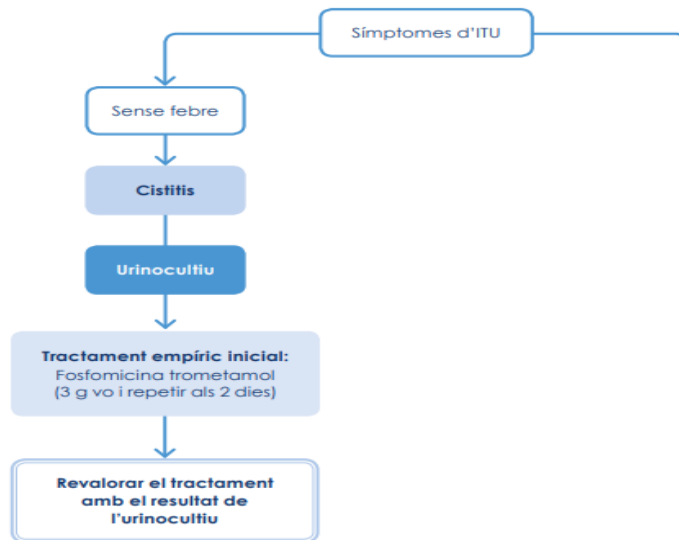 Símptomes d'ITU
Sense febre
Cistitis
Urinocultiu
Tractament empíric inicial:
Fosfomicina trometamol
(3 g vo i repetir als 2 dies)
Revalorar el tractament
amb el resultat de
l'urinocultiu